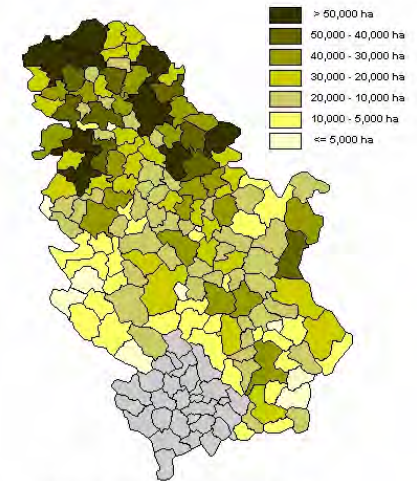 > 50,000 ha
50,000 - 40,000 ha
40,000 - 30,000 ha
30,000 - 20,000 ha
20,000 - 10,000 ha
10,000 - 5,000 ha
<= 5,000 ha